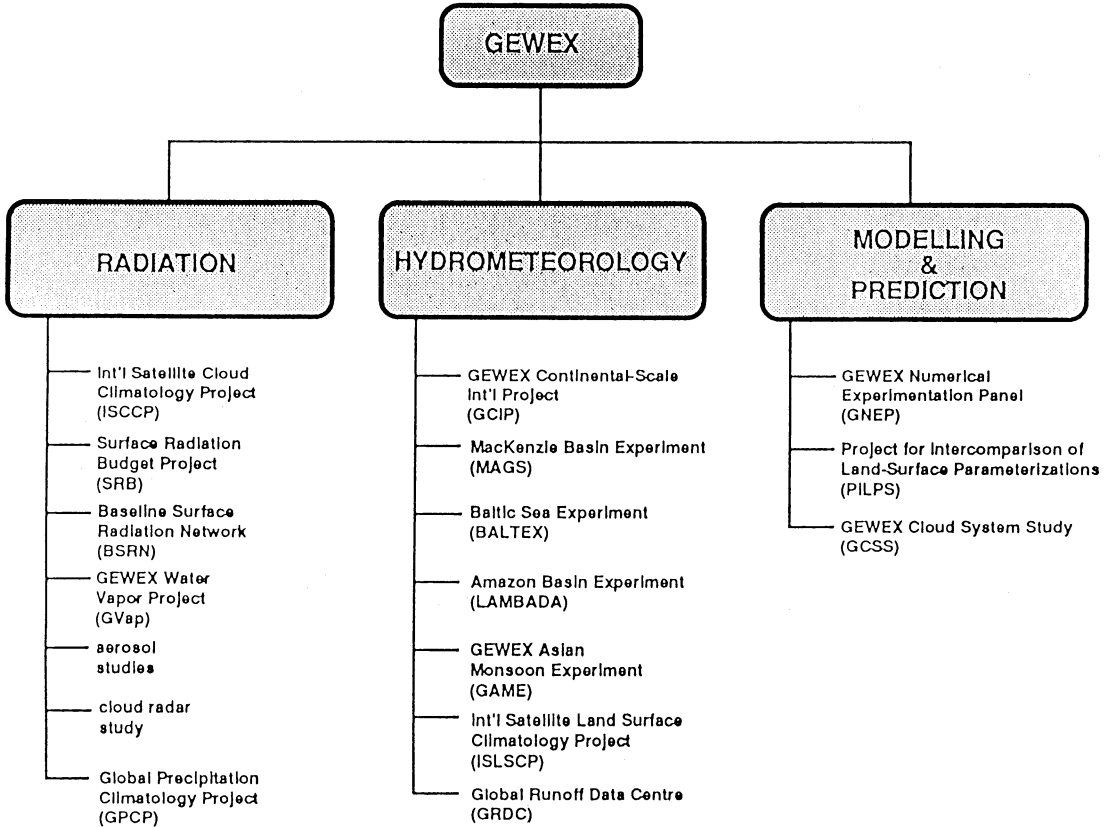 GEWEX
RADIATION
Int'l Satellite Cloud
Climatology Project
(ISCCP)
Surface Radiation
Budget Project
(SRB)
Baseline Surface
Radiation Network
(BSRN)
GEWEX Water
Vapor Project
(GVap)
aerosol
studies
cloud radar
study
Global Precipitation
Climatology Project
(GPCP)
HYDROMETEOROLOGY
GEWEX Continental-Scale
Int'l Project
(GCIP)
MacKenzie Basin Experiment
(MAGS)
Baltic Sea Experiment
(BALTEX)
Amazon Basin Experiment
(LAMBADA)
GEWEX Asian
Monsoon Experiment
(GAME)
Int'l Satellite Land Surface
Climatology Project
(ISLSCP)
Global Runoff Data Centre
(GRDC)
MODELLING
&
PREDICTION
GEWEX Numerical
Experimentation Panel
(GNEP)
Project for Intercomparison of
Land-Surface Parameterizations
(PILPS)
GEWEX Cloud System Study
(GCSS)